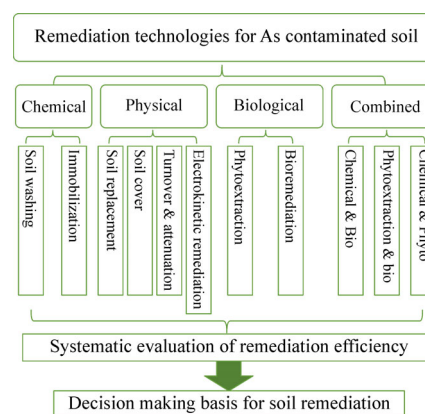 Remediation technologies for As contaminated soil
Chemical
Physical
Biological
Combined
Soil washing
Immobilization
Soil replacement
Soil cover
Turnover & attenuation
Electrokinetic remediation
Phytoextraction
Bioremediation
Chemical & Bio
Phytoextraction & bio
Chemical & Phyto
Systematic evaluation of remediation efficiency
Decision making basis for soil remediation